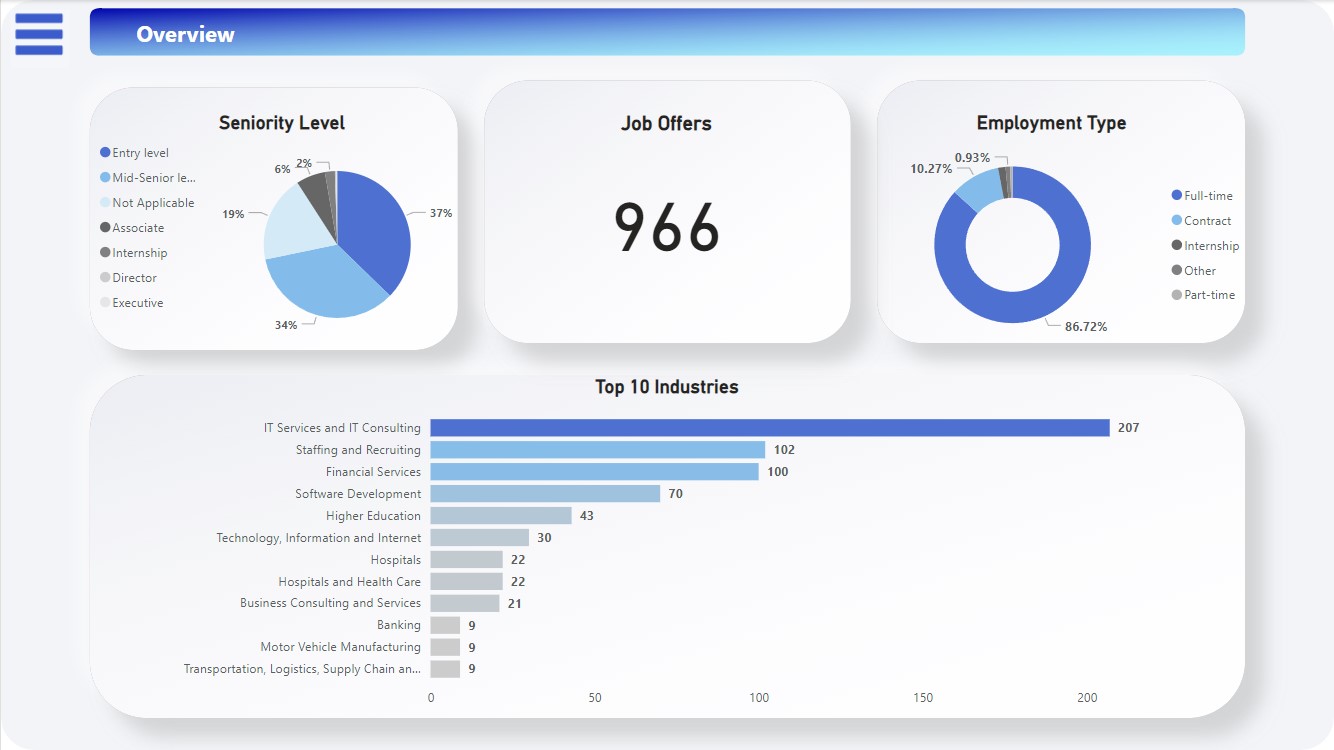 Overview
Seniority Level
Entry level
Mid-Senior le...
Not Applicable
Associate
Internship
Director
Executive
37%
34%
19%
6%
2%
Job Offers
966
Employment Type
0.93%
10.27%
86.72%
Full-time
Contract
Internship
Other
Part-time
Top 10 Industries
IT Services and IT Consulting 207
Staffing and Recruiting 102
Financial Services 100
Software Development 70
Higher Education 43
Technology, Information and Internet 30
Hospitals 22
Hospitals and Health Care 22
Business Consulting and Services 21
Banking 9
Motor Vehicle Manufacturing 9
Transportation, Logistics, Supply Chain an... 9
0 50 100 150 200